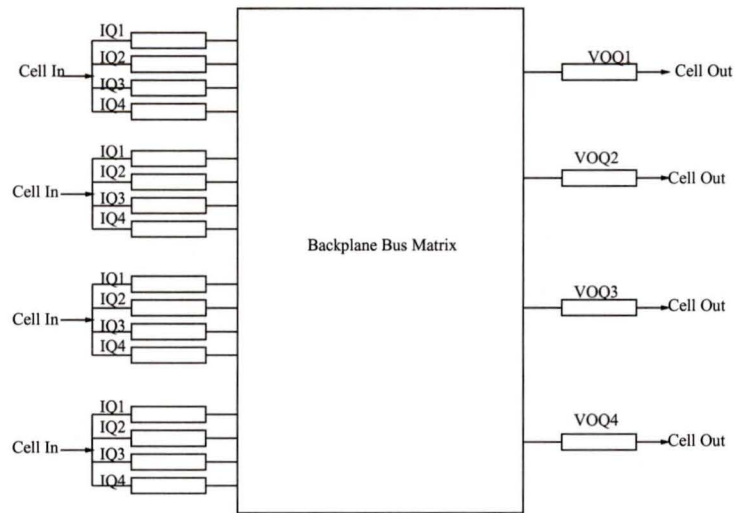 IQ1
IQ2
Cell In
IQ3
IQ4
IQ1
IQ2
Cell In
IQ3
IQ4
IQ1
IQ2
Cell In
IQ3
IQ4
IQ1
IQ2
Cell In
IQ3
IQ4
Backplane Bus Matrix
VOQ1
Cell Out
VOQ2
Cell Out
VOQ3
Cell Out
VOQ4
Cell Out